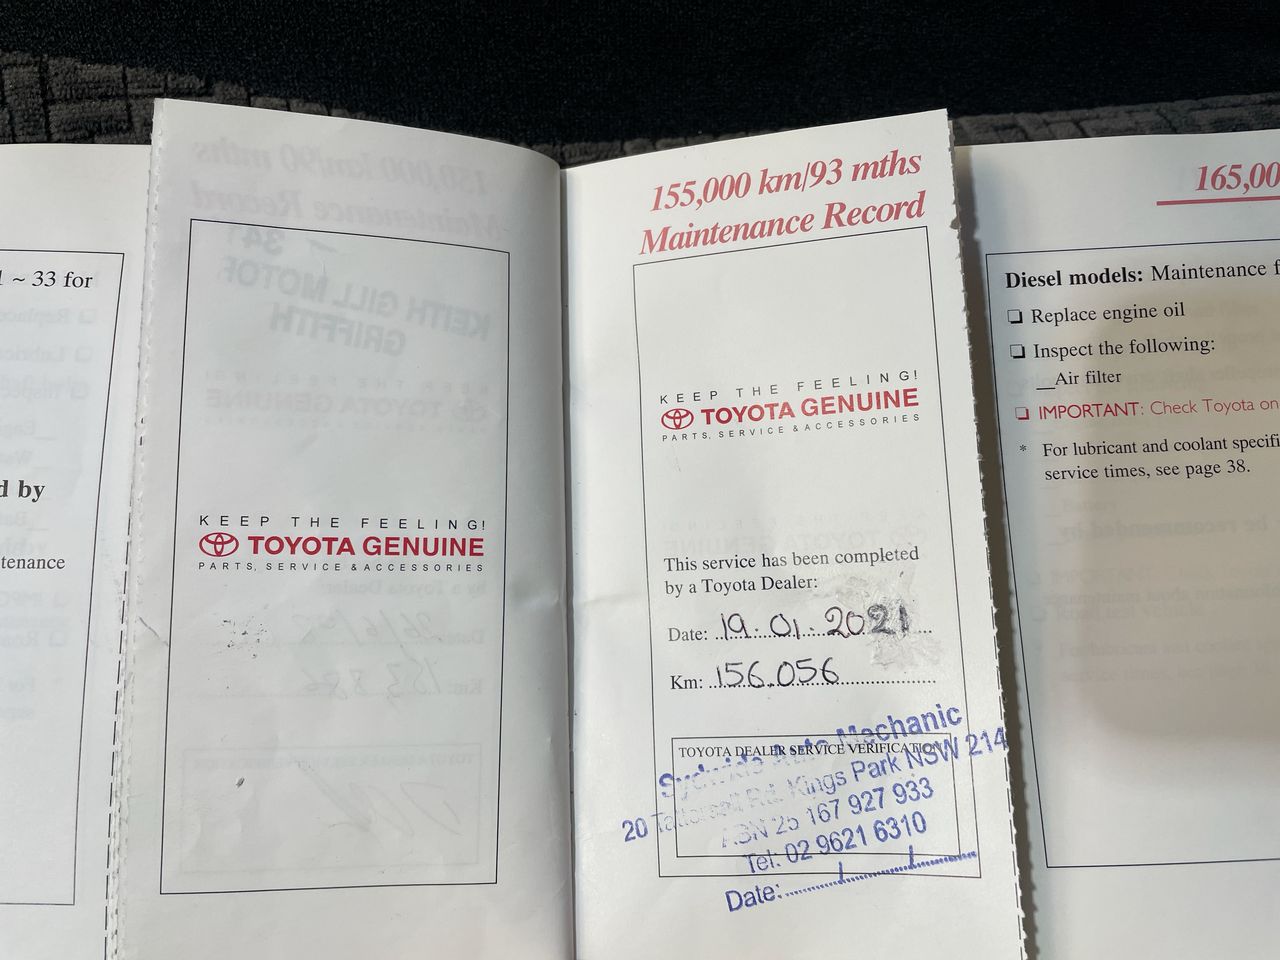 1 ~ 33 for
d by
tenance
KEEP THE FEELING!
TOYOTA GENUINE
PARTS, SERVICE & ACCESSORIES
155,000 km/93 mths
Maintenance Record
KEEP THE FEELING!
TOYOTA GENUINE
PARTS, SERVICE & ACCESSORIES
This service has been completed
by a Toyota Dealer:
Date: 19.01.2021
Km: 156.056
TOYOTA DEALER SERVICE VERIFICATION
Mechanic
20 Rd. Kings Park NSW 214
ABN 25 167 927 933
Tel: 02 9621 6310
Date:
165,00
Diesel models: Maintenance f
❏ Replace engine oil
❏ Inspect the following:
__Air filter
❏ IMPORTANT: Check Toyota on
* For lubricant and coolant specifi
service times, see page 38.